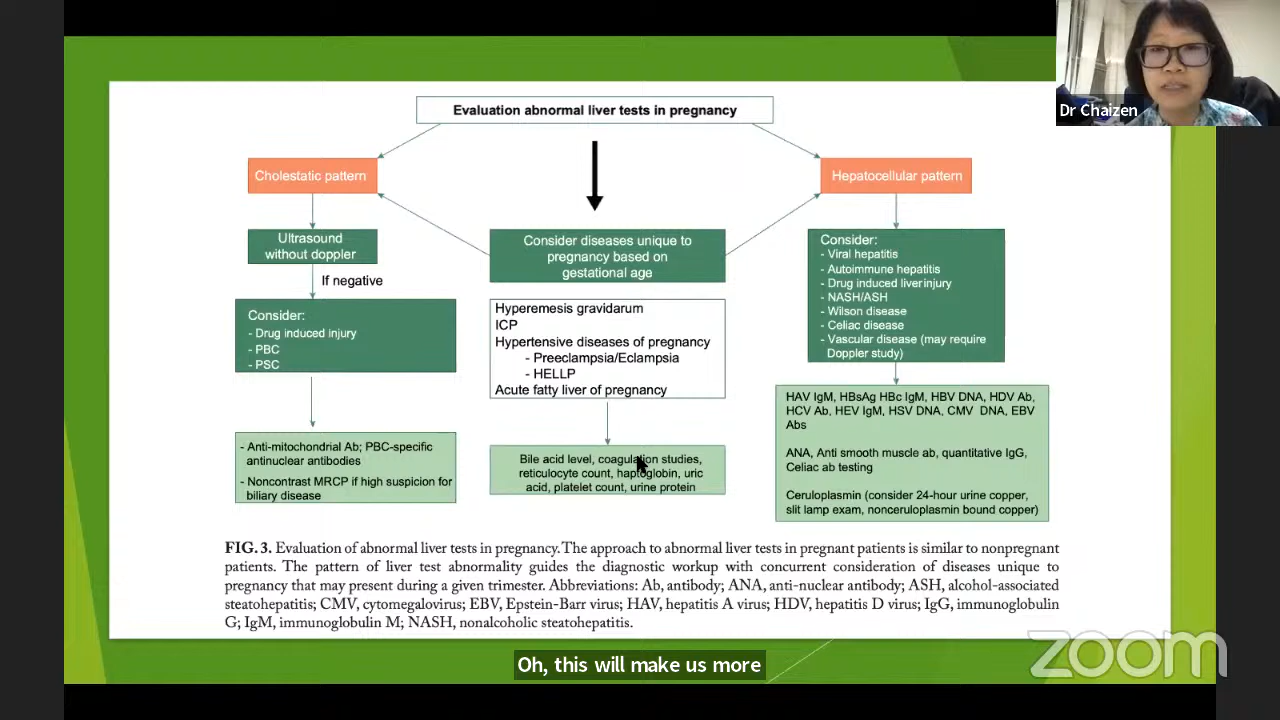 Dr Chaizen
Evaluation abnormal liver tests in pregnancy
Cholestatic pattern
Hepatocellular pattern
Ultrasound
without doppler
If negative
Consider:
- Drug induced injury
- PBC
- PSC
- Anti-mitochondrial Ab; PBC-specific
antinuclear antibodies
- Noncontrast MRCP if high suspicion for
biliary disease
Consider diseases unique to
pregnancy based on
gestational age
Hyperemesis gravidarum
ICP
Hypertensive diseases of pregnancy
- Preeclampsia/Eclampsia
- HELLP
Acute fatty liver of pregnancy
Bile acid level, coagulation studies,
reticulocyte count, haptoglobin, uric
acid, platelet count, urine protein
Consider:
- Viral hepatitis
- Autoimmune hepatitis
- Drug induced liver injury
- NASH/ASH
- Wilson disease
- Celiac disease
- Vascular disease (may require
Doppler study)
HAV IgM, HBsAg HBc IgM, HBV DNA, HDV Ab,
HCV Ab, HEV IgM, HSV DNA, CMV DNA, EBV
Abs
ANA, Anti smooth muscle ab, quantitative IgG,
Celiac ab testing
Ceruloplasmin (consider 24-hour urine copper,
slit lamp exam, nonceruloplasmin bound copper)
FIG. 3. Evaluation of abnormal liver tests in pregnancy.The approach to abnormal liver tests in pregnant patients is similar to nonpregnant
patients. The pattern of liver test abnormality guides the diagnostic workup with concurrent consideration of diseases unique to
pregnancy that may present during a given trimester. Abbreviations: Ab, antibody; ANA, anti-nuclear antibody; ASH, alcohol-associated
steatohepatitis; CMV, cytomegalovirus; EBV, Epstein-Barr virus; HAV, hepatitis A virus; HDV, hepatitis D virus; IgG, immunoglobulin
G; IgM, immunoglobulin M; NASH, nonalcoholic steatohepatitis.
Oh, this will make us more
zoom